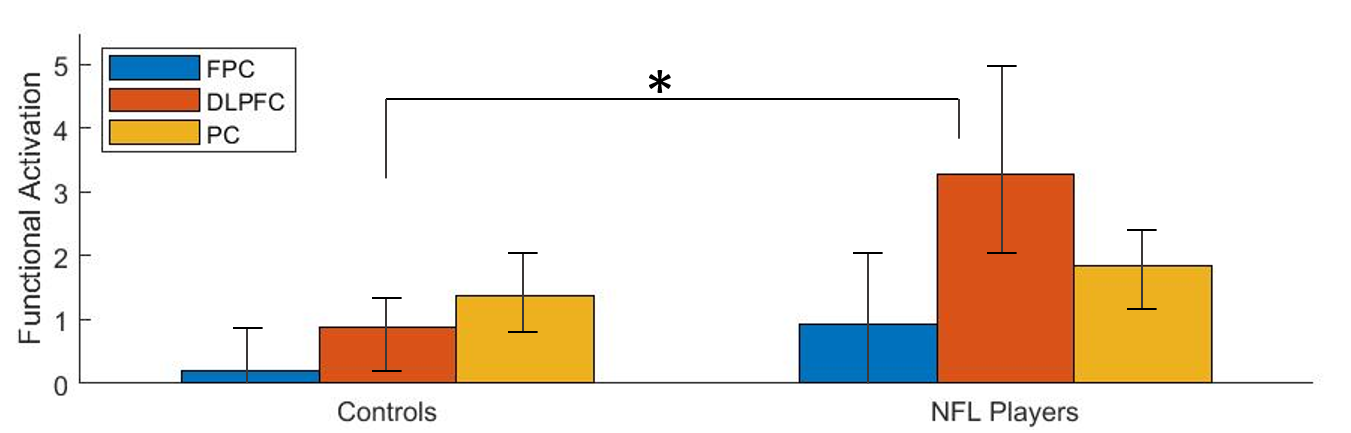 Functional Activation
5
4
3
2
1
0
FPC
DLPFC
PC
*
Controls
NFL Players